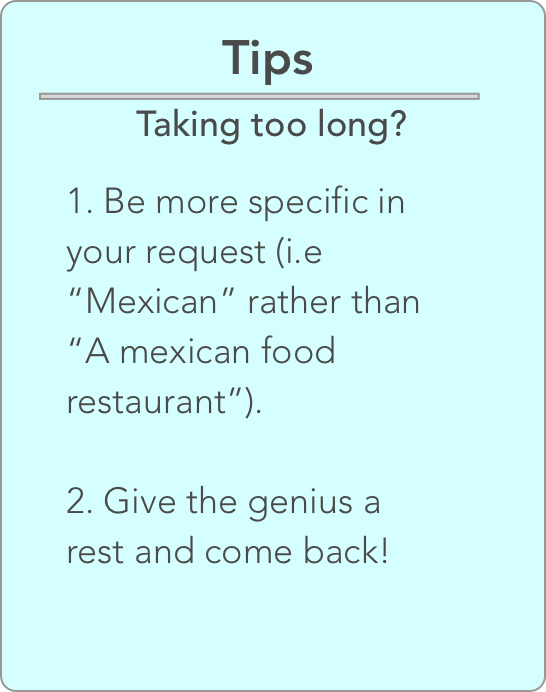 Tips
Taking too long?
1. Be more specific in
your request (i.e
“Mexican” rather than
“A mexican food
restaurant”).
2. Give the genius a
rest and come back!